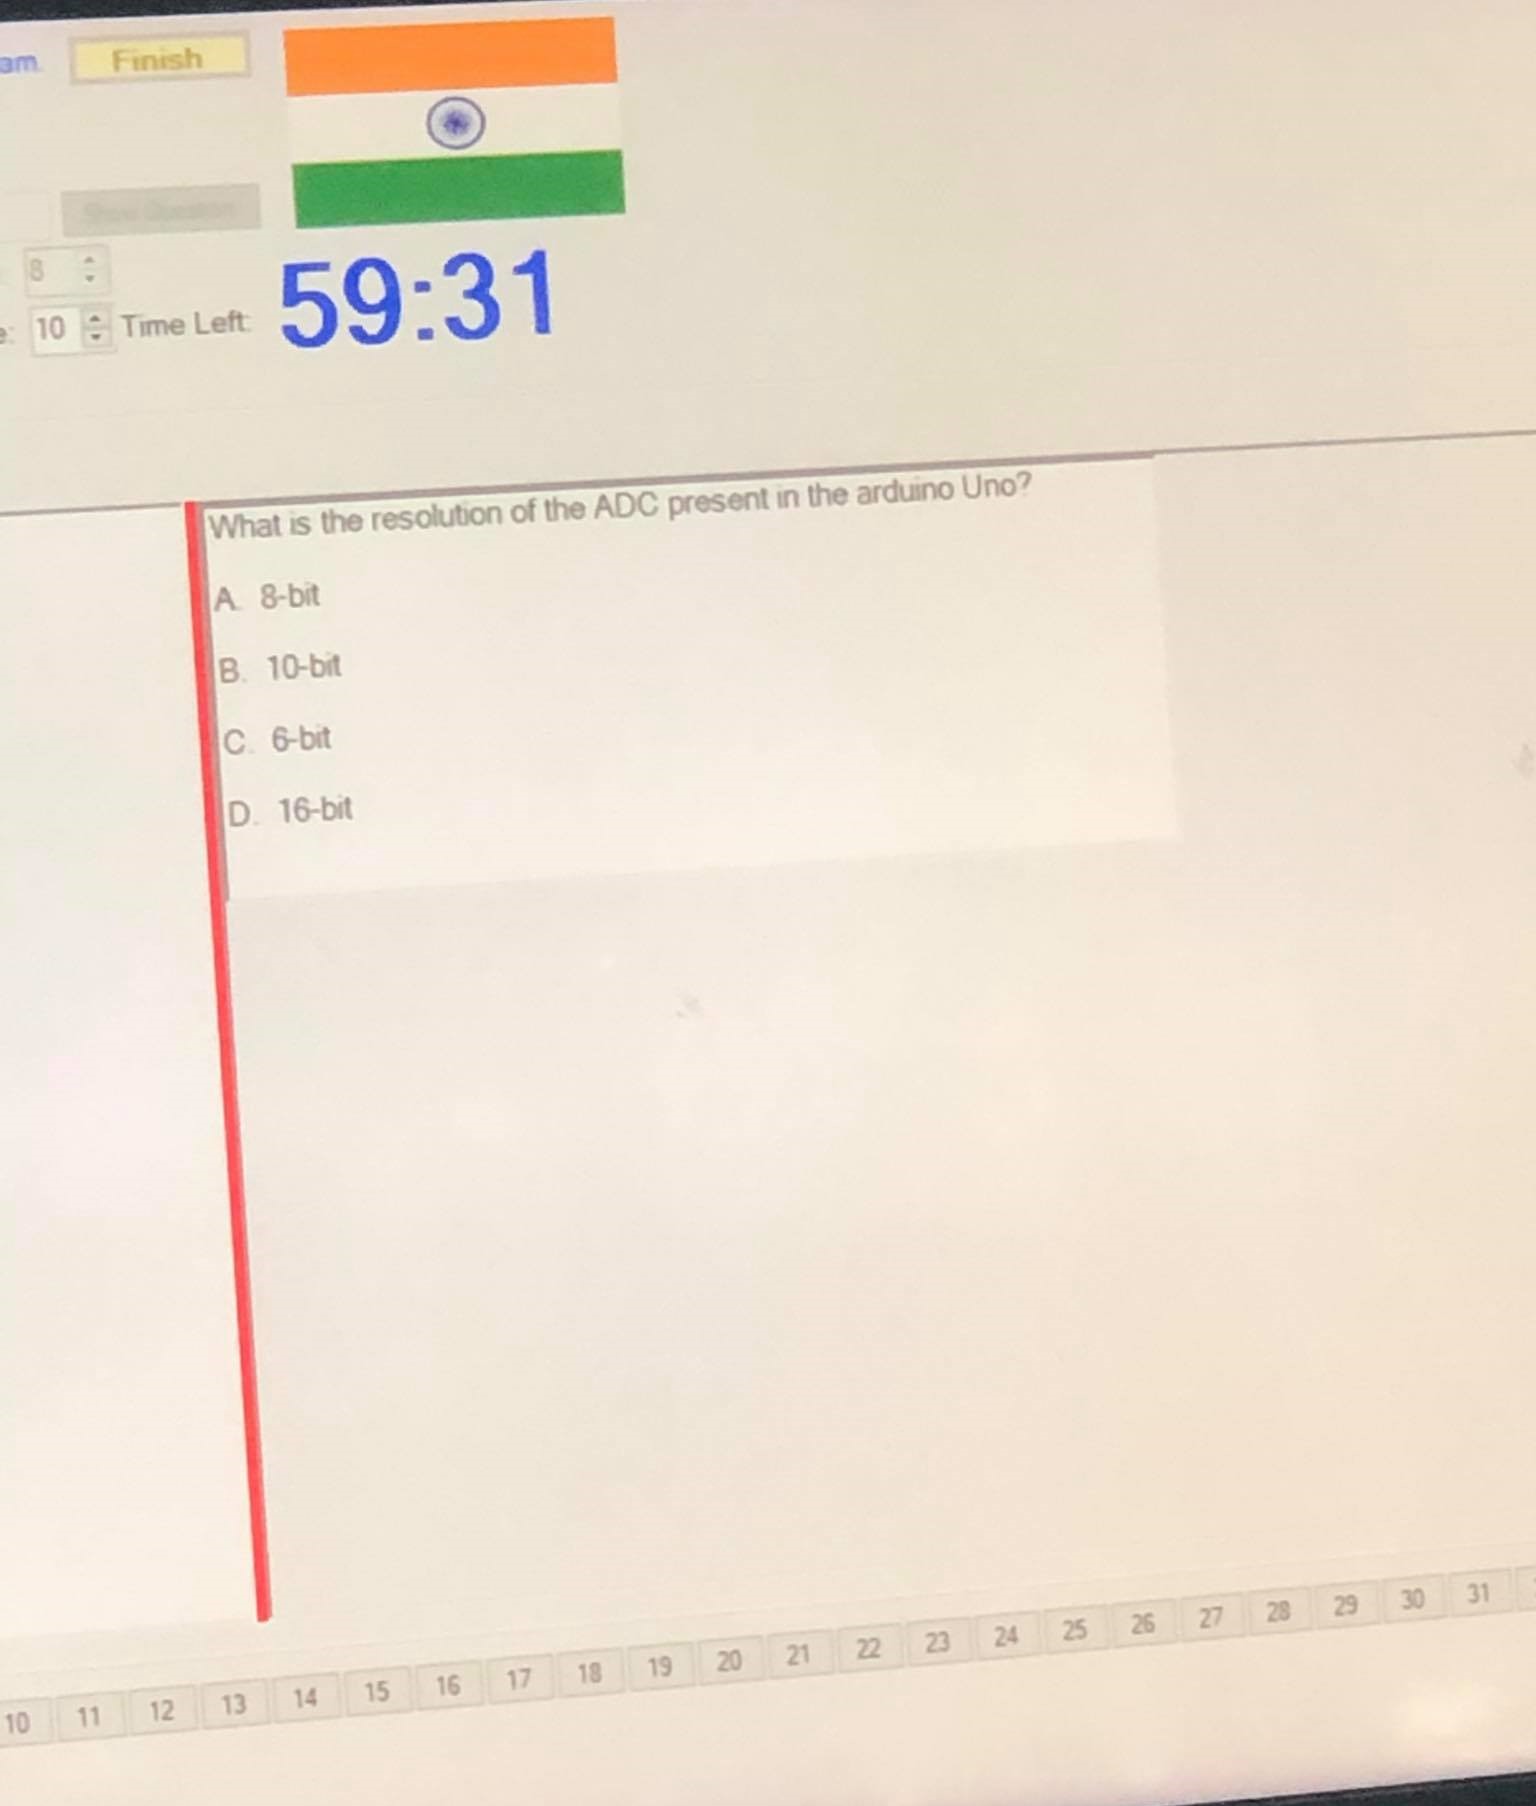 am.
Finish
Show Question
8
e: 10 Time Left: 59:31
What is the resolution of the ADC present in the arduino Uno?
A. 8-bit
B. 10-bit
C. 6-bit
D. 16-bit
10 11 12 13 14 15 16 17 18 19 20 21 22 23 24 25 26 27 28 29 30 31